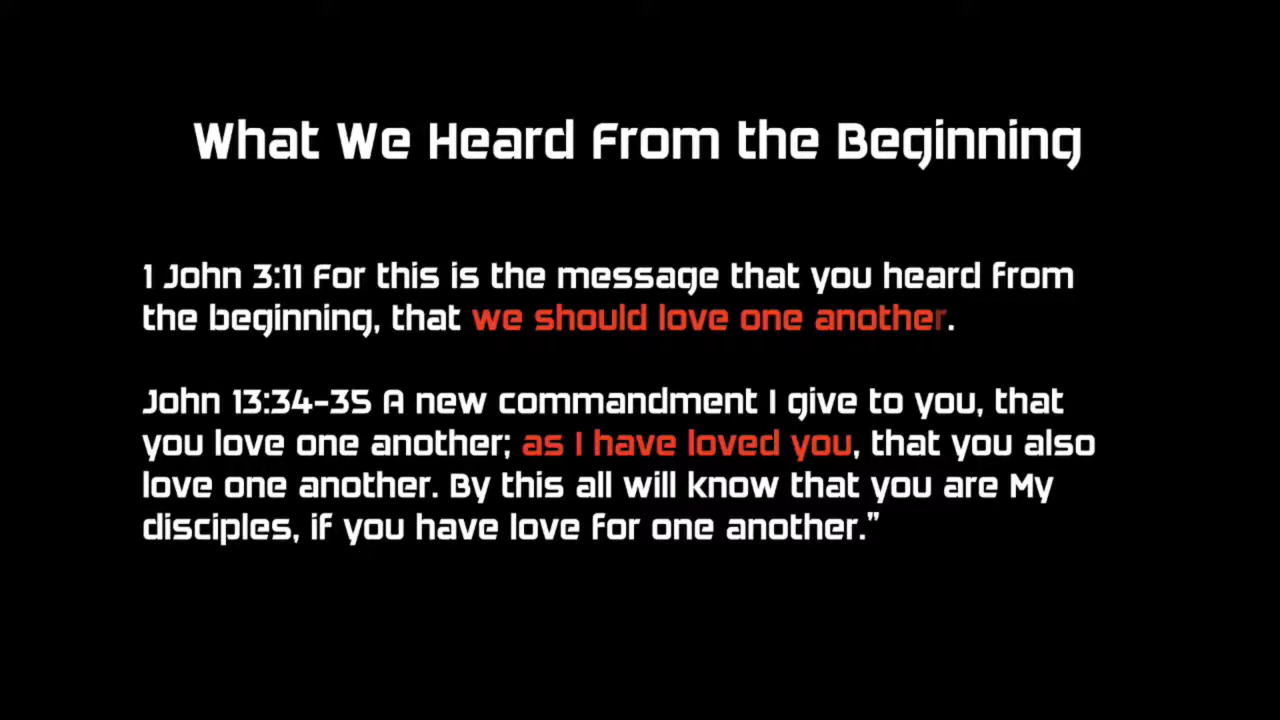 What We Heard From the Beginning
1 John 3:11 For this is the message that you heard from
the beginning, that we should love one another.
John 13:34-35 A new commandment I give to you, that
you love one another; as I have loved you, that you also
love one another. By this all will know that you are My
disciples, if you have love for one another."